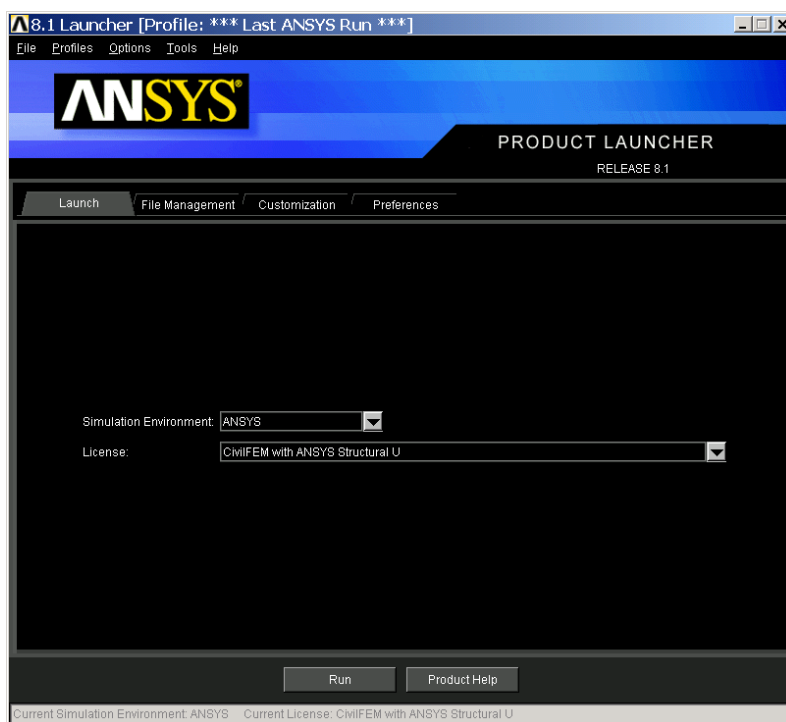 8.1 Launcher [Profile: *** Last ANSYS Run ***]
File Profiles Options Tools Help
ANSYS®
PRODUCT LAUNCHER
RELEASE 8.1
Launch File Management Customization Preferences
Simulation Environment: ANSYS
License: CivilFEM with ANSYS Structural U
Run Product Help
Current Simulation Environment: ANSYS Current License: CivilFEM with ANSYS Structural U